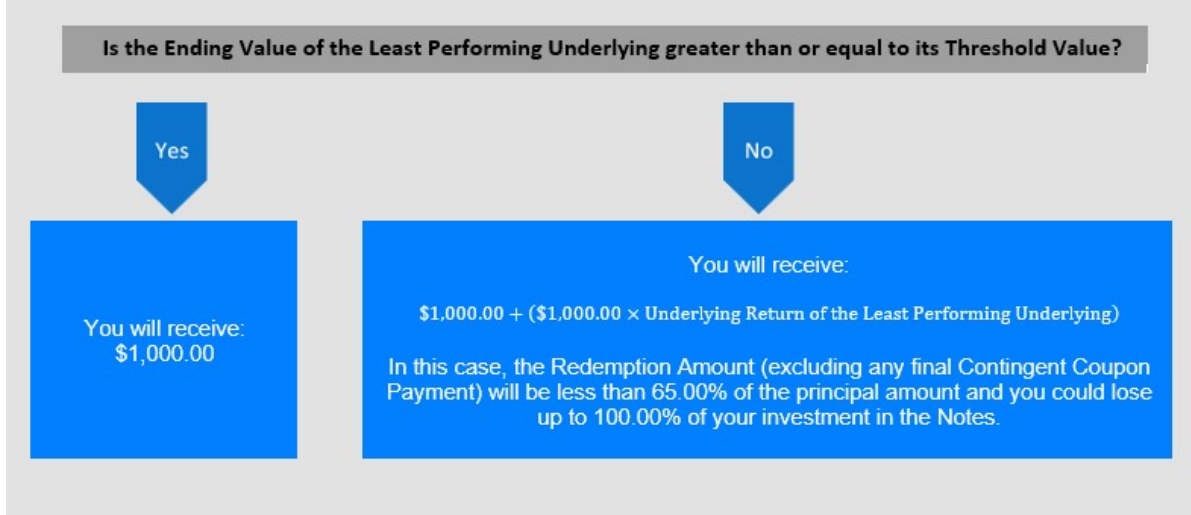 Is the Ending Value of the Least Performing Underlying greater than or equal to its Threshold Value?
Yes
No
You will receive:
$1,000.00
You will receive:
$1,000.00 + ($1,000.00 × Underlying Return of the Least Performing Underlying)
In this case, the Redemption Amount (excluding any final Contingent Coupon
Payment) will be less than 65.00% of the principal amount and you could lose
up to 100.00% of your investment in the Notes.